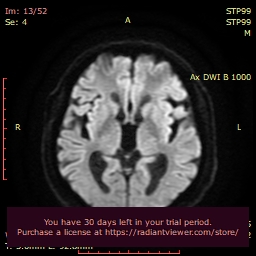 Im: 13/52
Se: 4
A
STP99
STP99
M
Ax DWI B 1000
R
L
You have 30 days left in your trial period.
Purchase a license at https://radiantviewer.com/store/